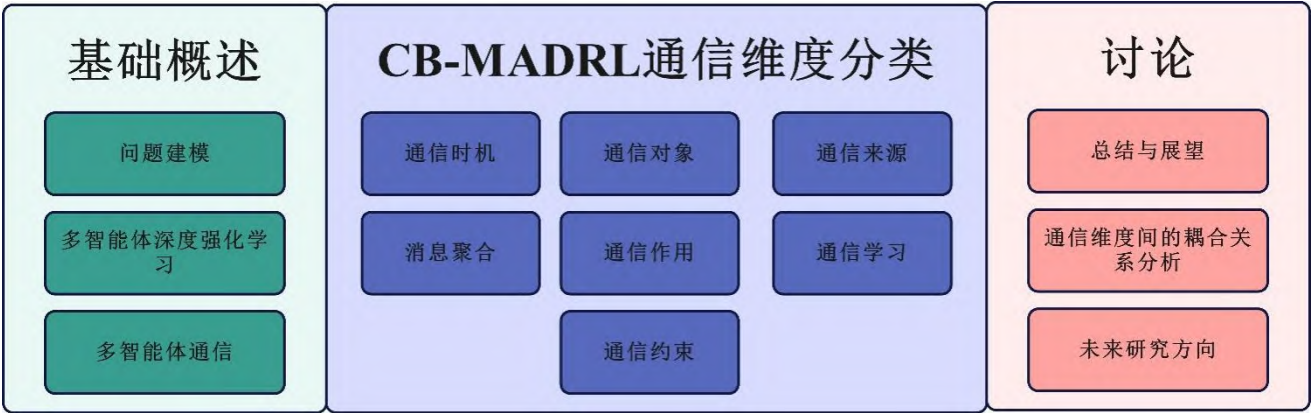 基础概述
问题建模
多智能体深度强化学
习
多智能体通信
CB-MADRL通信维度分类
通信时机
通信对象
通信来源
消息聚合
通信作用
通信学习
通信约束
讨论
总结与展望
通信维度间的耦合关
系分析
未来研究方向